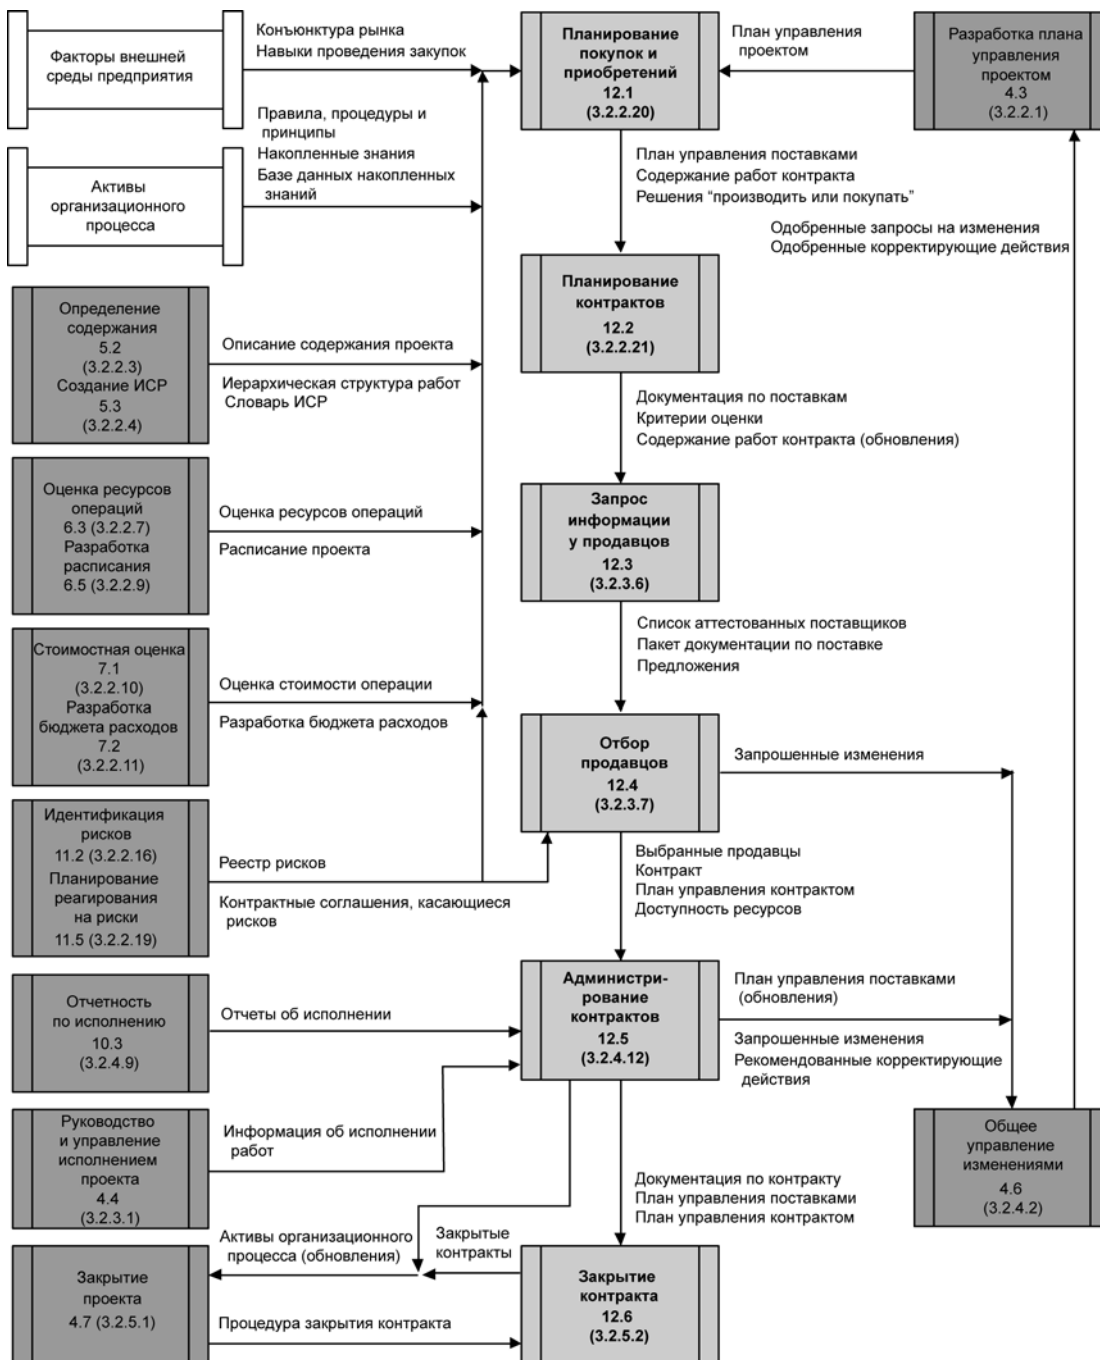 Факторы внешней
среды предприятия
Конъюнктура рынка
Навыки проведения закупок
Планирование
покупок и
приобретений
12.1
(3.2.2.20)
План управления
проектом
Разработка плана
управления
проектом
4.3
(3.2.2.1)
Правила, процедуры и
принципы
Накопленные знания
Базе данных накопленных
знаний
Активы
организационного
процесса
План управления поставками
Содержание работ контракта
Решения “производить или покупать”
Одобренные запросы на изменения
Одобренные корректирующие действия
Планирование
контрактов
12.2
(3.2.2.21)
Определение
содержания
5.2
(3.2.2.3)
Создание ИСР
5.3
(3.2.2.4)
Описание содержания проекта
Иерархическая структура работ
Словарь ИСР
Документация по поставкам
Критерии оценки
Содержание работ контракта (обновления)
Оценка ресурсов
операций
6.3 (3.2.2.7)
Разработка
расписания
6.5 (3.2.2.9)
Оценка ресурсов операций
Расписание проекта
Запрос
информации
у продавцов
12.3
(3.2.3.6)
Список аттестованных поставщиков
Пакет документации по поставке
Предложения
Стоимостная оценка
7.1
(3.2.2.10)
Разработка
бюджета расходов
7.2
(3.2.2.11)
Оценка стоимости операции
Разработка бюджета расходов
Отбор
продавцов
12.4
(3.2.3.7)
Запрошенные изменения
Идентификация
рисков
11.2 (3.2.2.16)
Планирование
реагирования
на риски
11.5 (3.2.2.19)
Реестр рисков
Контрактные соглашения, касающиеся
рисков
Выбранные продавцы
Контракт
План управления контрактом
Доступность ресурсов
Отчетность
по исполнению
10.3
(3.2.4.9)
Отчеты об исполнении
Администри-
рование
контрактов
12.5
(3.2.4.12)
План управления поставками
(обновления)
Запрошенные изменения
Рекомендованные корректирующие
действия
Руководство
и управление
исполнением
проекта
4.4
(3.2.3.1)
Информация об исполнении
работ
Общее
управление
изменениями
4.6
(3.2.4.2)
Документация по контракту
План управления поставками
План управления контрактом
Активы организационного
процесса (обновления)
Закрытые
контракты
Закрытие
проекта
4.7 (3.2.5.1)
Процедура закрытия контракта
Закрытие
контракта
12.6
(3.2.5.2)